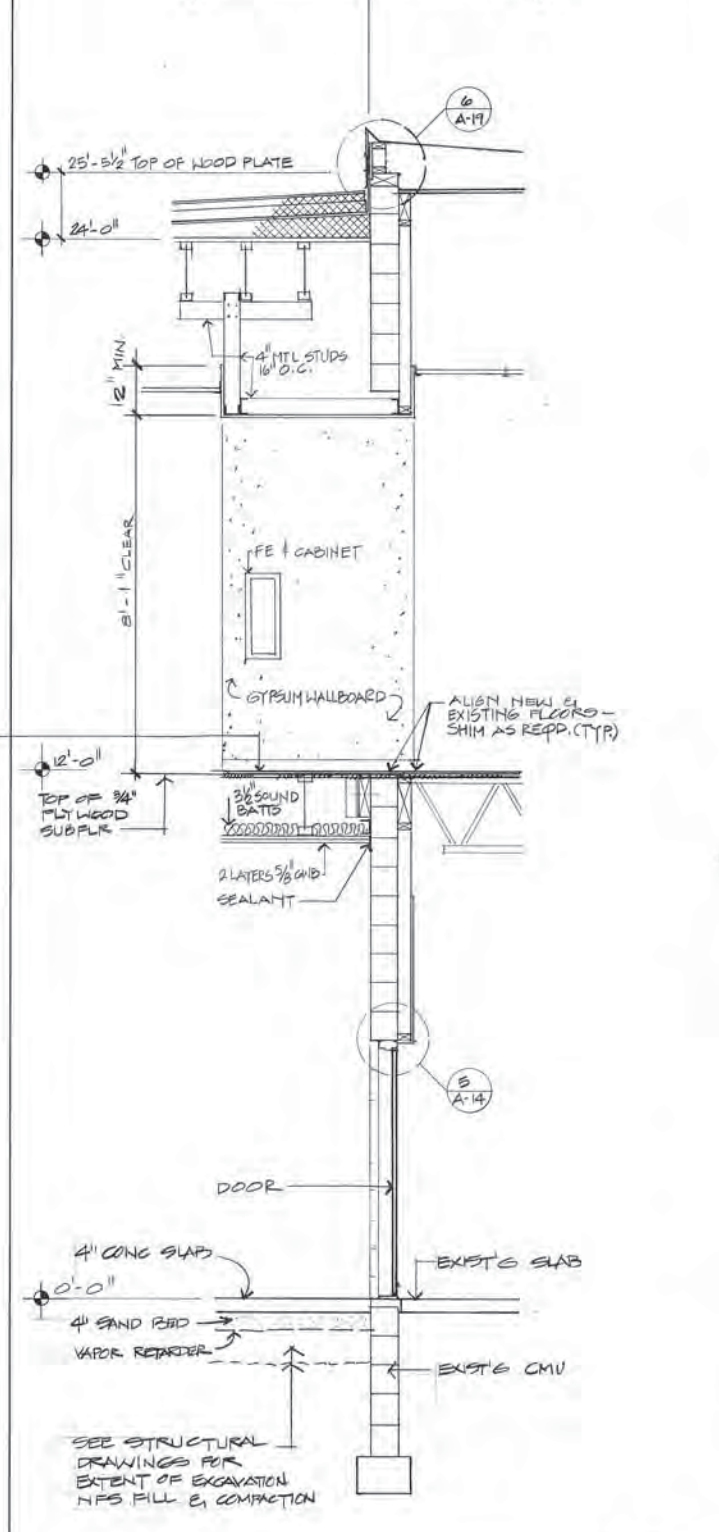 6
A-19
25'-5½" TOP OF WOOD PLATE
24'-0"
4" MTL STUDS
16" O.C.
12" MIN.
8'-1" CLEAR
FE & CABINET
GYPSUM WALLBOARD
ALIGN NEW &
EXISTING FLOORS-
SHIM AS REQD. (TYP.)
12'-0"
TOP OF 3/4"
PLYWOOD
SUBFLR
3½" SOUND
BATTS
2 LAYERS 5/8" GWB
SEALANT
5
A-14
DOOR
4" CONC SLAB
EXIST'G SLAB
0'-0"
4" SAND BED
VAPOR RETARDER
EXIST'G CMU
SEE STRUCTURAL
DRAWINGS FOR
EXTENT OF EXCAVATION
NFS FILL & COMPACTION